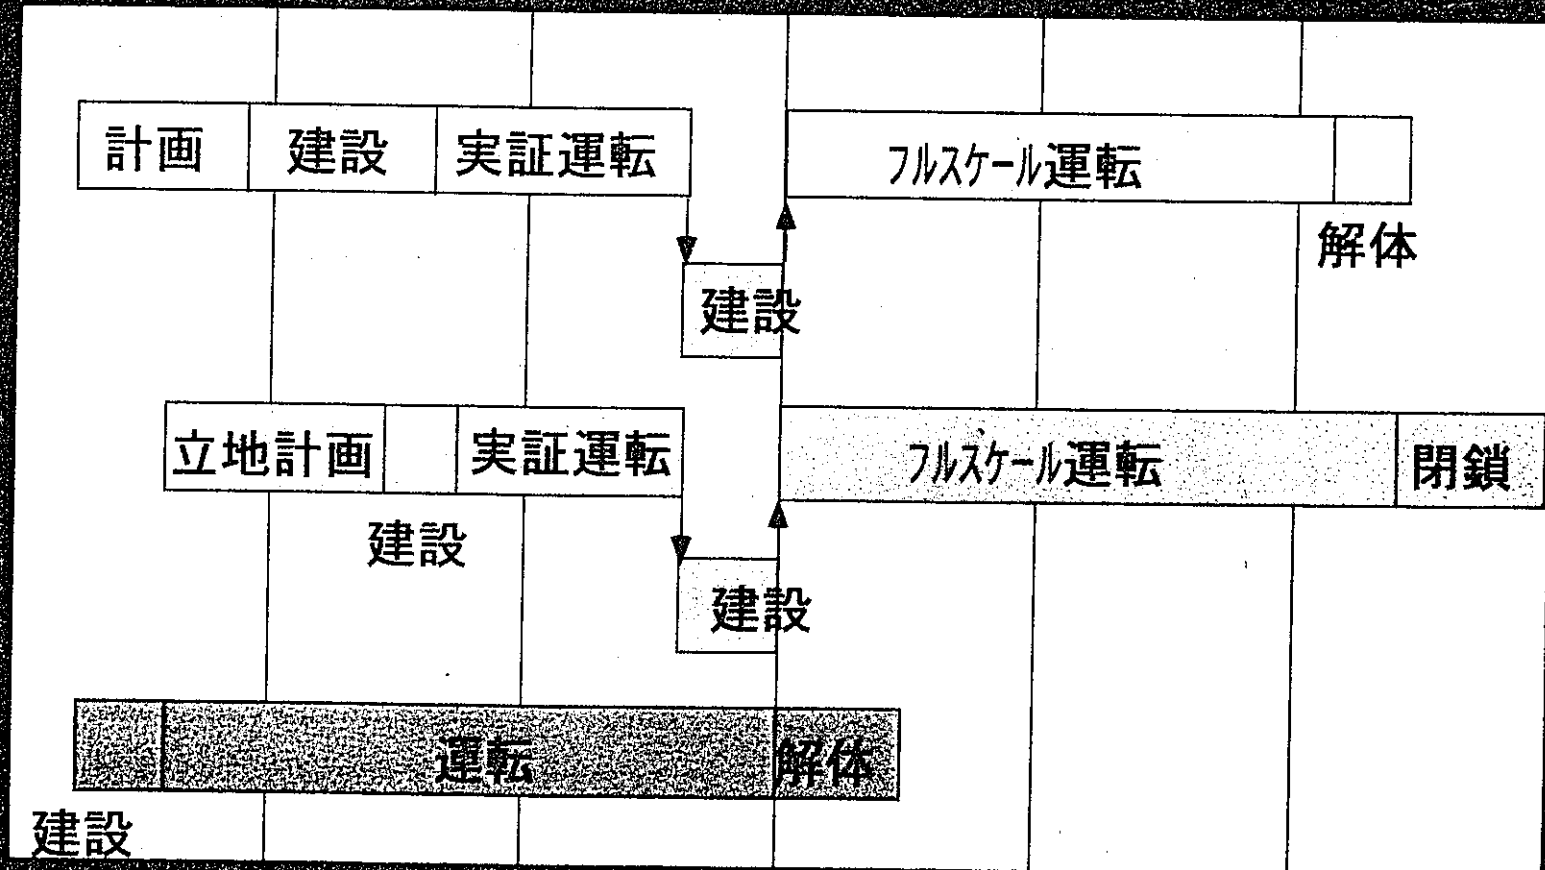 計画
建設
実証運転
フルスケール運転
解体
建設
立地計画
実証運転
フルスケール運転
閉鎖
建設
建設
運転
解体
建設